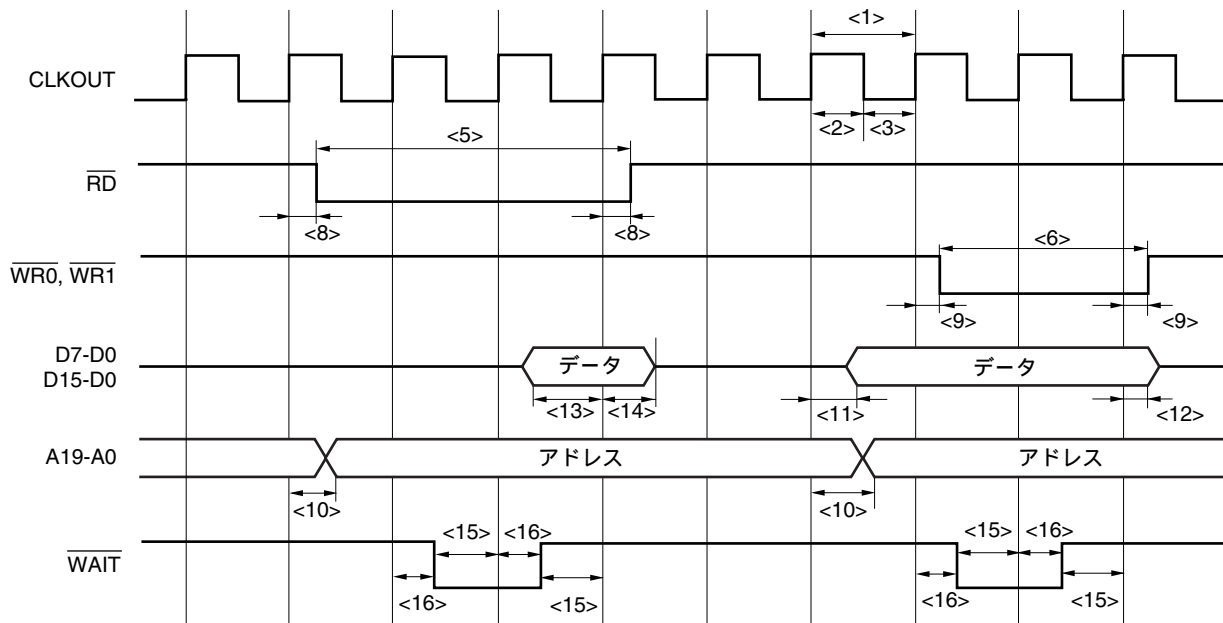 <1>
CLKOUT
<2> <3>
<5>
RD
<8> <8>
<6>
WR0, WR1
<9> <9>
D7-D0
D15-D0
データ データ
<13> <14> <11> <12>
A19-A0 アドレス アドレス
<10> <10>
<15> <16> <15> <16>
WAIT
<16> <15> <16> <15>